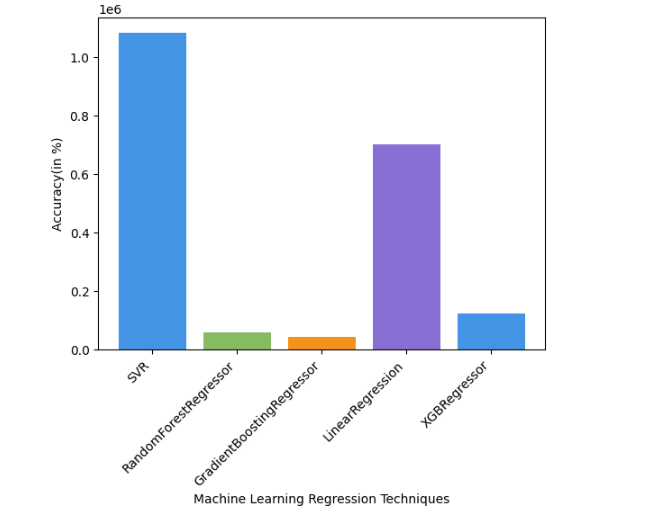 1e6
Accuracy(in %)
1.0
0.8
0.6
0.4
0.2
0.0
SVR
RandomForestRegressor
GradientBoostingRegressor
LinearRegression
XGBRegressor
Machine Learning Regression Techniques